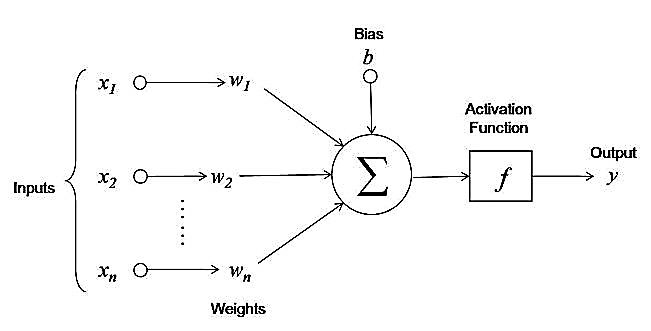 Bias
b
x1 w1
Activation
Function
Inputs x2 w2 Σ f Output
y
xn wn
Weights